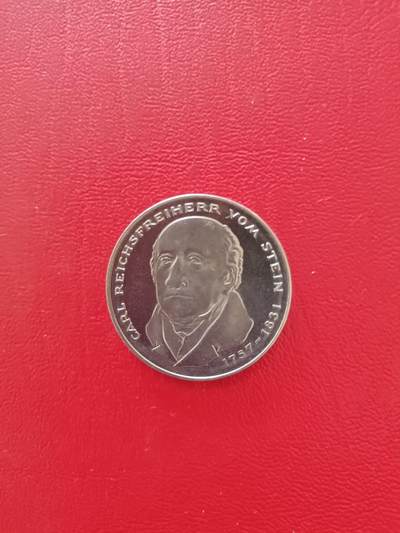 CARL REICHSFREIHERR VOM STEIN
1757-1831